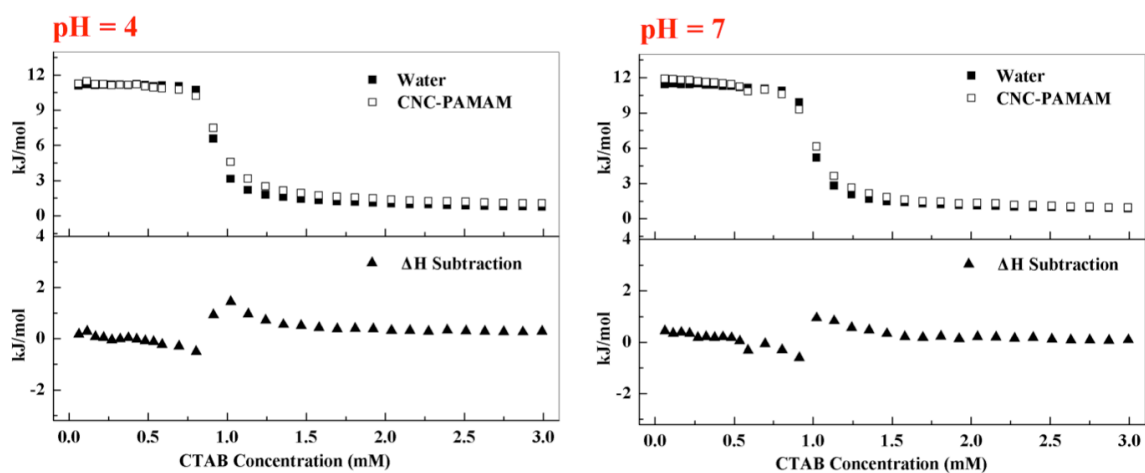 pH = 4
12
9
6
3
0
4
kJ/mol
■ Water
□ CNC-PAMAM
2
0
-2
kJ/mol
▲ ΔH Subtraction
0.0 0.5 1.0 1.5 2.0 2.5 3.0
CTAB Concentration (mM)
pH = 7
12
9
6
3
0
4
kJ/mol
■ Water
□ CNC-PAMAM
2
0
-2
kJ/mol
▲ ΔH Subtraction
0.0 0.5 1.0 1.5 2.0 2.5 3.0
CTAB Concentration (mM)